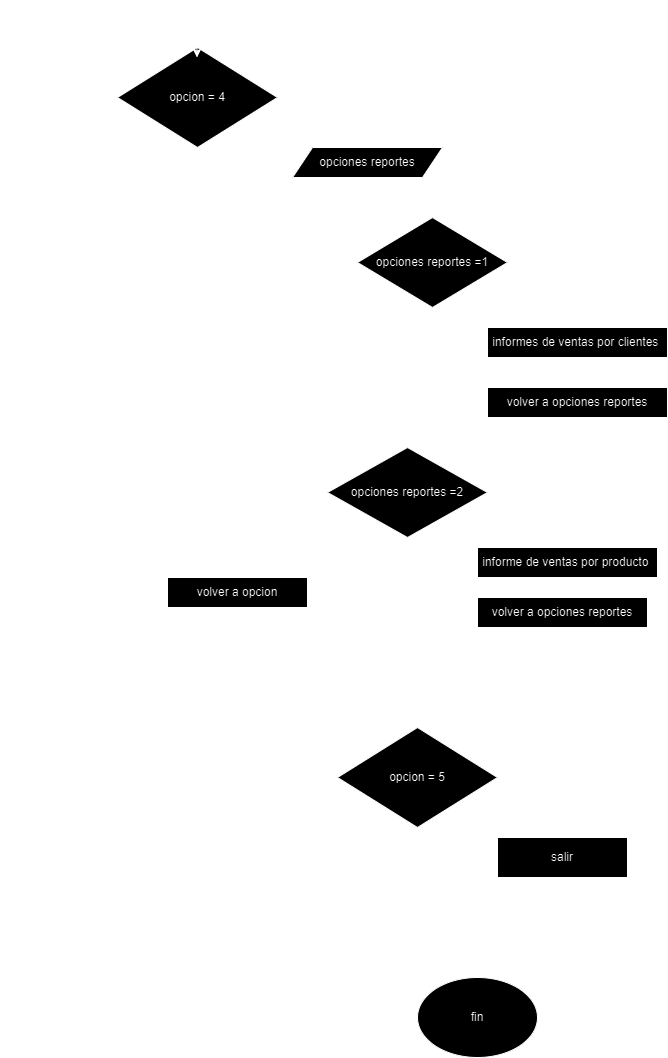 opcion = 4
opciones reportes
opciones reportes =1
informes de ventas por clientes
volver a opciones reportes
opciones reportes =2
informe de ventas por producto
volver a opcion
volver a opciones reportes
opcion = 5
salir
fin